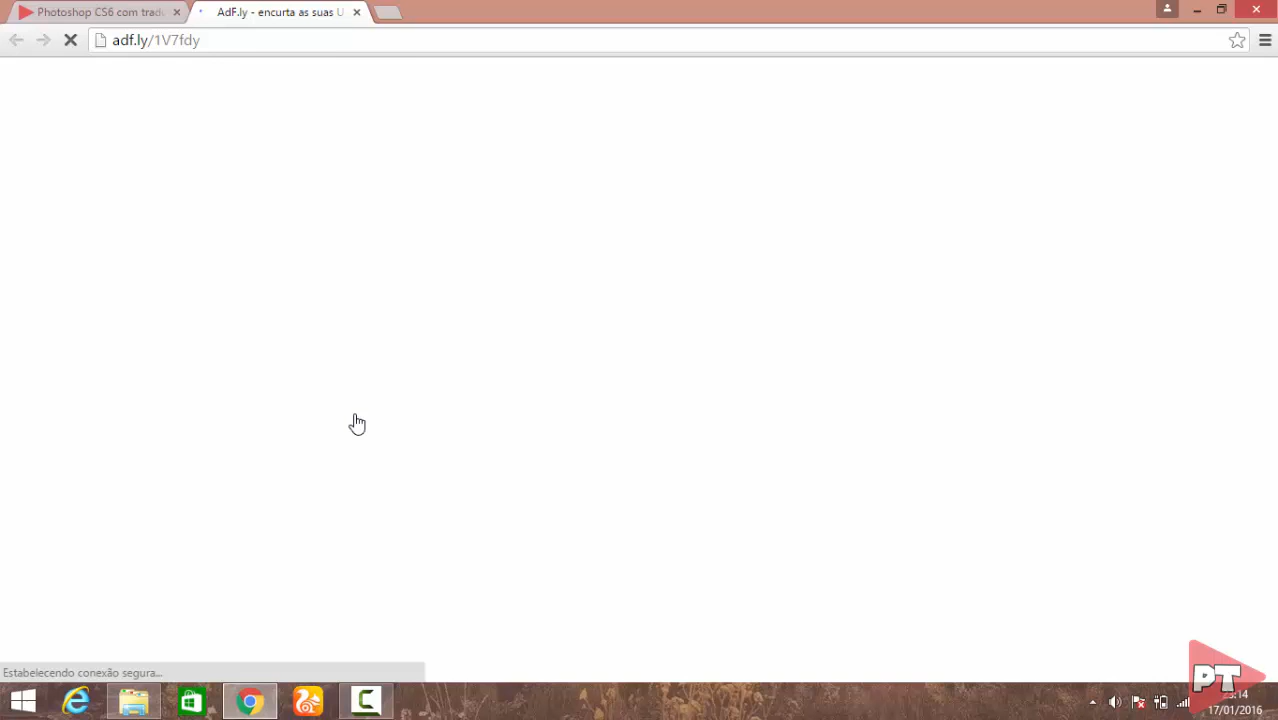 Photoshop CS6 com tradu
AdF.ly - encurta as suas U
adf.ly/1V7fdy
Estabelecendo conexão segura...
PT
17/01/2016